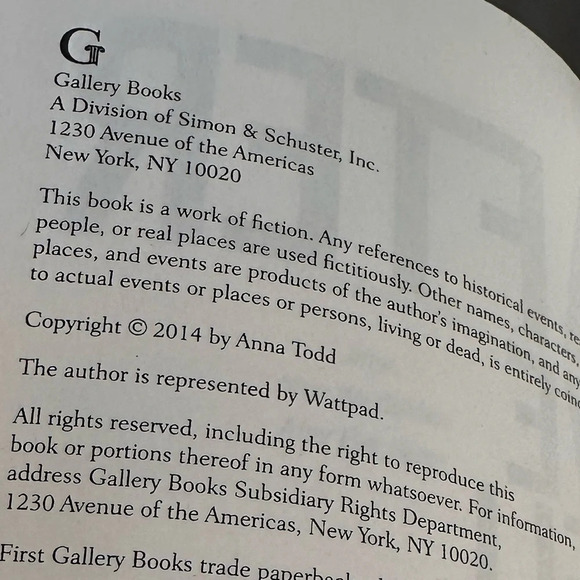 G
Gallery Books
A Division of Simon & Schuster, Inc.
1230 Avenue of the Americas
New York, NY 10020
This book is a work of fiction. Any references to historical events, re
people, or real places are used fictitiously. Other names, characters,
places, and events are products of the author's imagination, and any
to actual events or places or persons, living or dead, is entirely coinc
Copyright © 2014 by Anna Todd
The author is represented by Wattpad.
All rights reserved, including the right to reproduce this
book or portions thereof in any form whatsoever. For information,
address Gallery Books Subsidiary Rights Department,
1230 Avenue of the Americas, New York, NY 10020.
First Gallery Books trade paperback